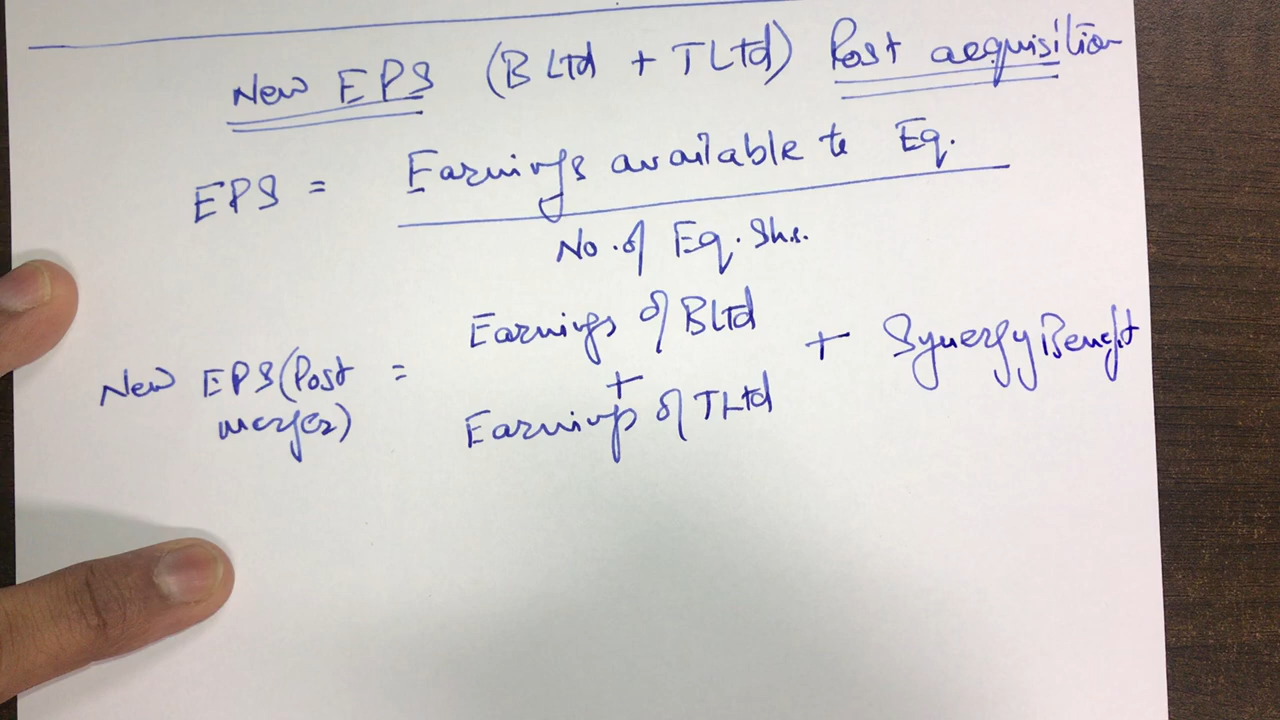 New EPS (B Ltd + T Ltd) Post acquisition
EPS = Earnings available to Eq.
No. of Eq. Shs.
Earnings of B Ltd
New EPS (Post = + + Synergy Benefit
merger) Earnings of T Ltd